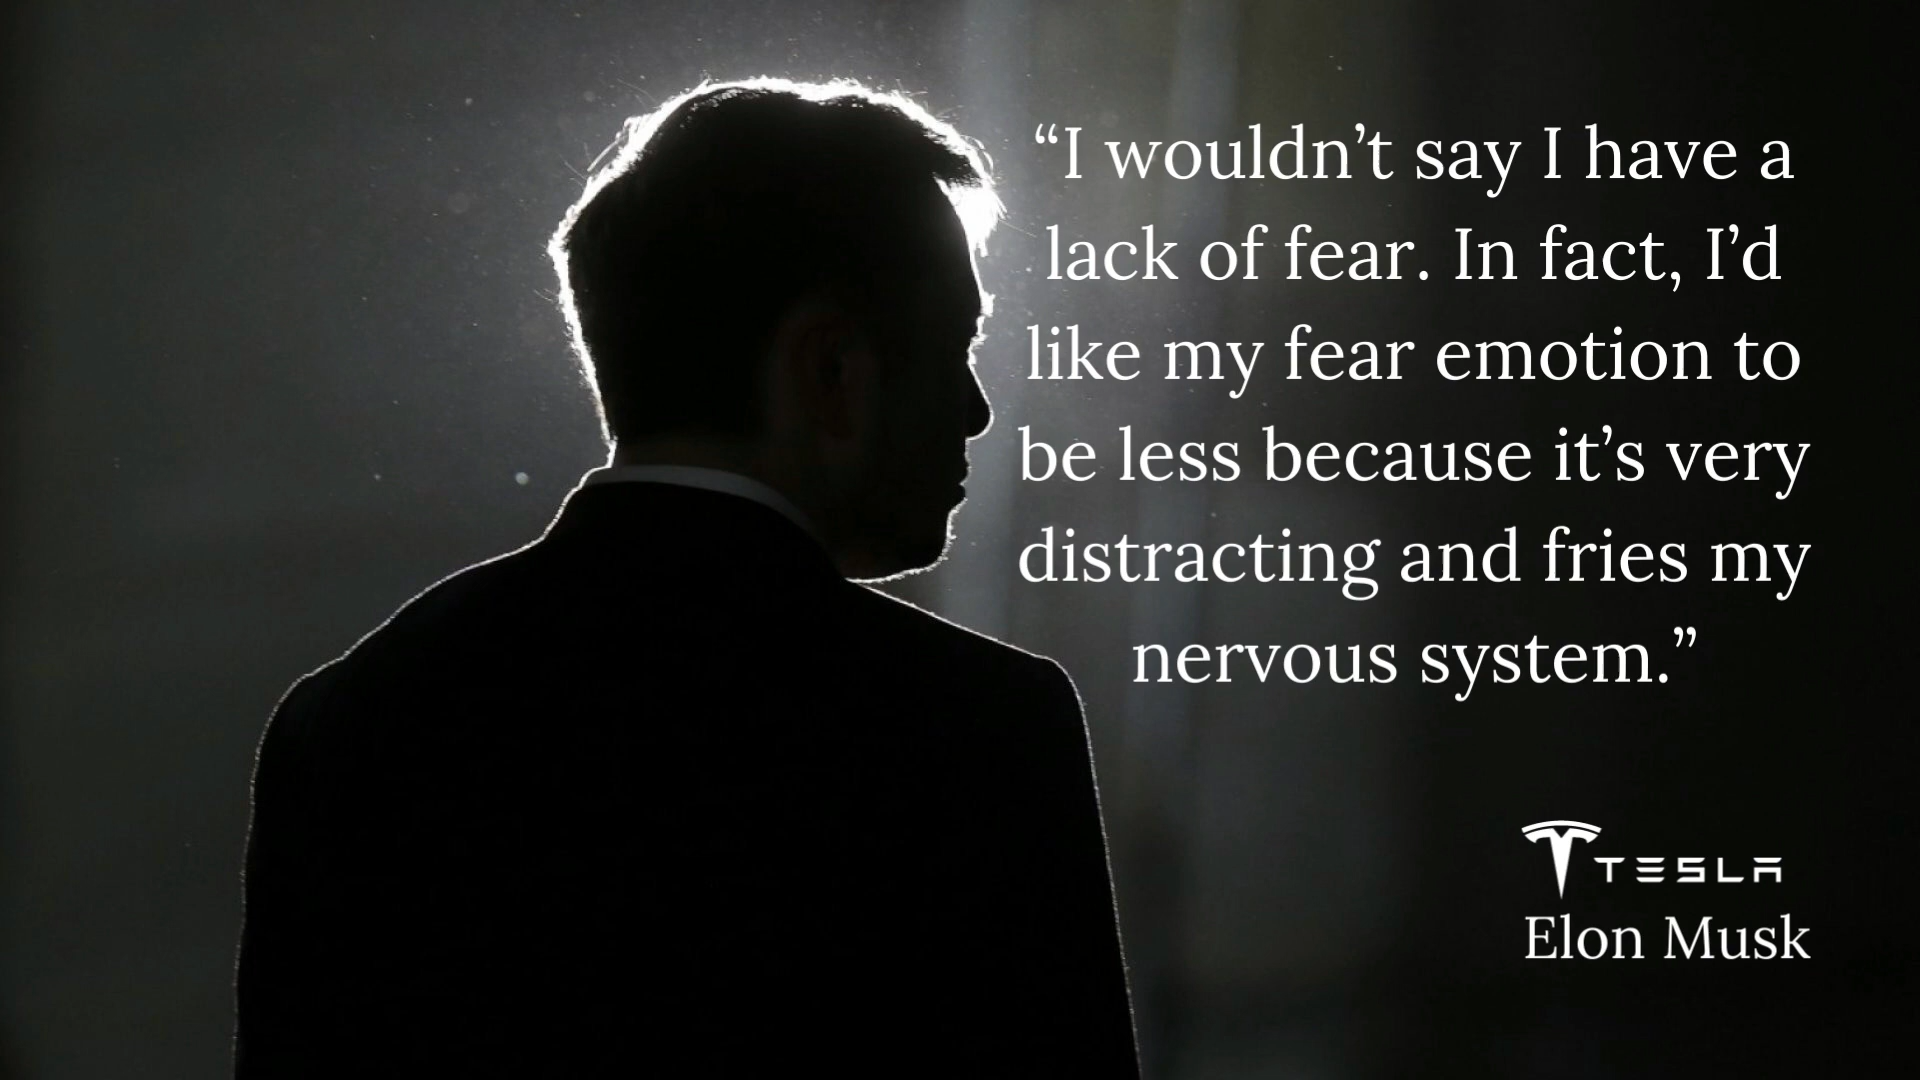 “I wouldn’t say I have a
lack of fear. In fact, I’d
like my fear emotion to
be less because it’s very
distracting and fries my
nervous system.”
TESLA
Elon Musk